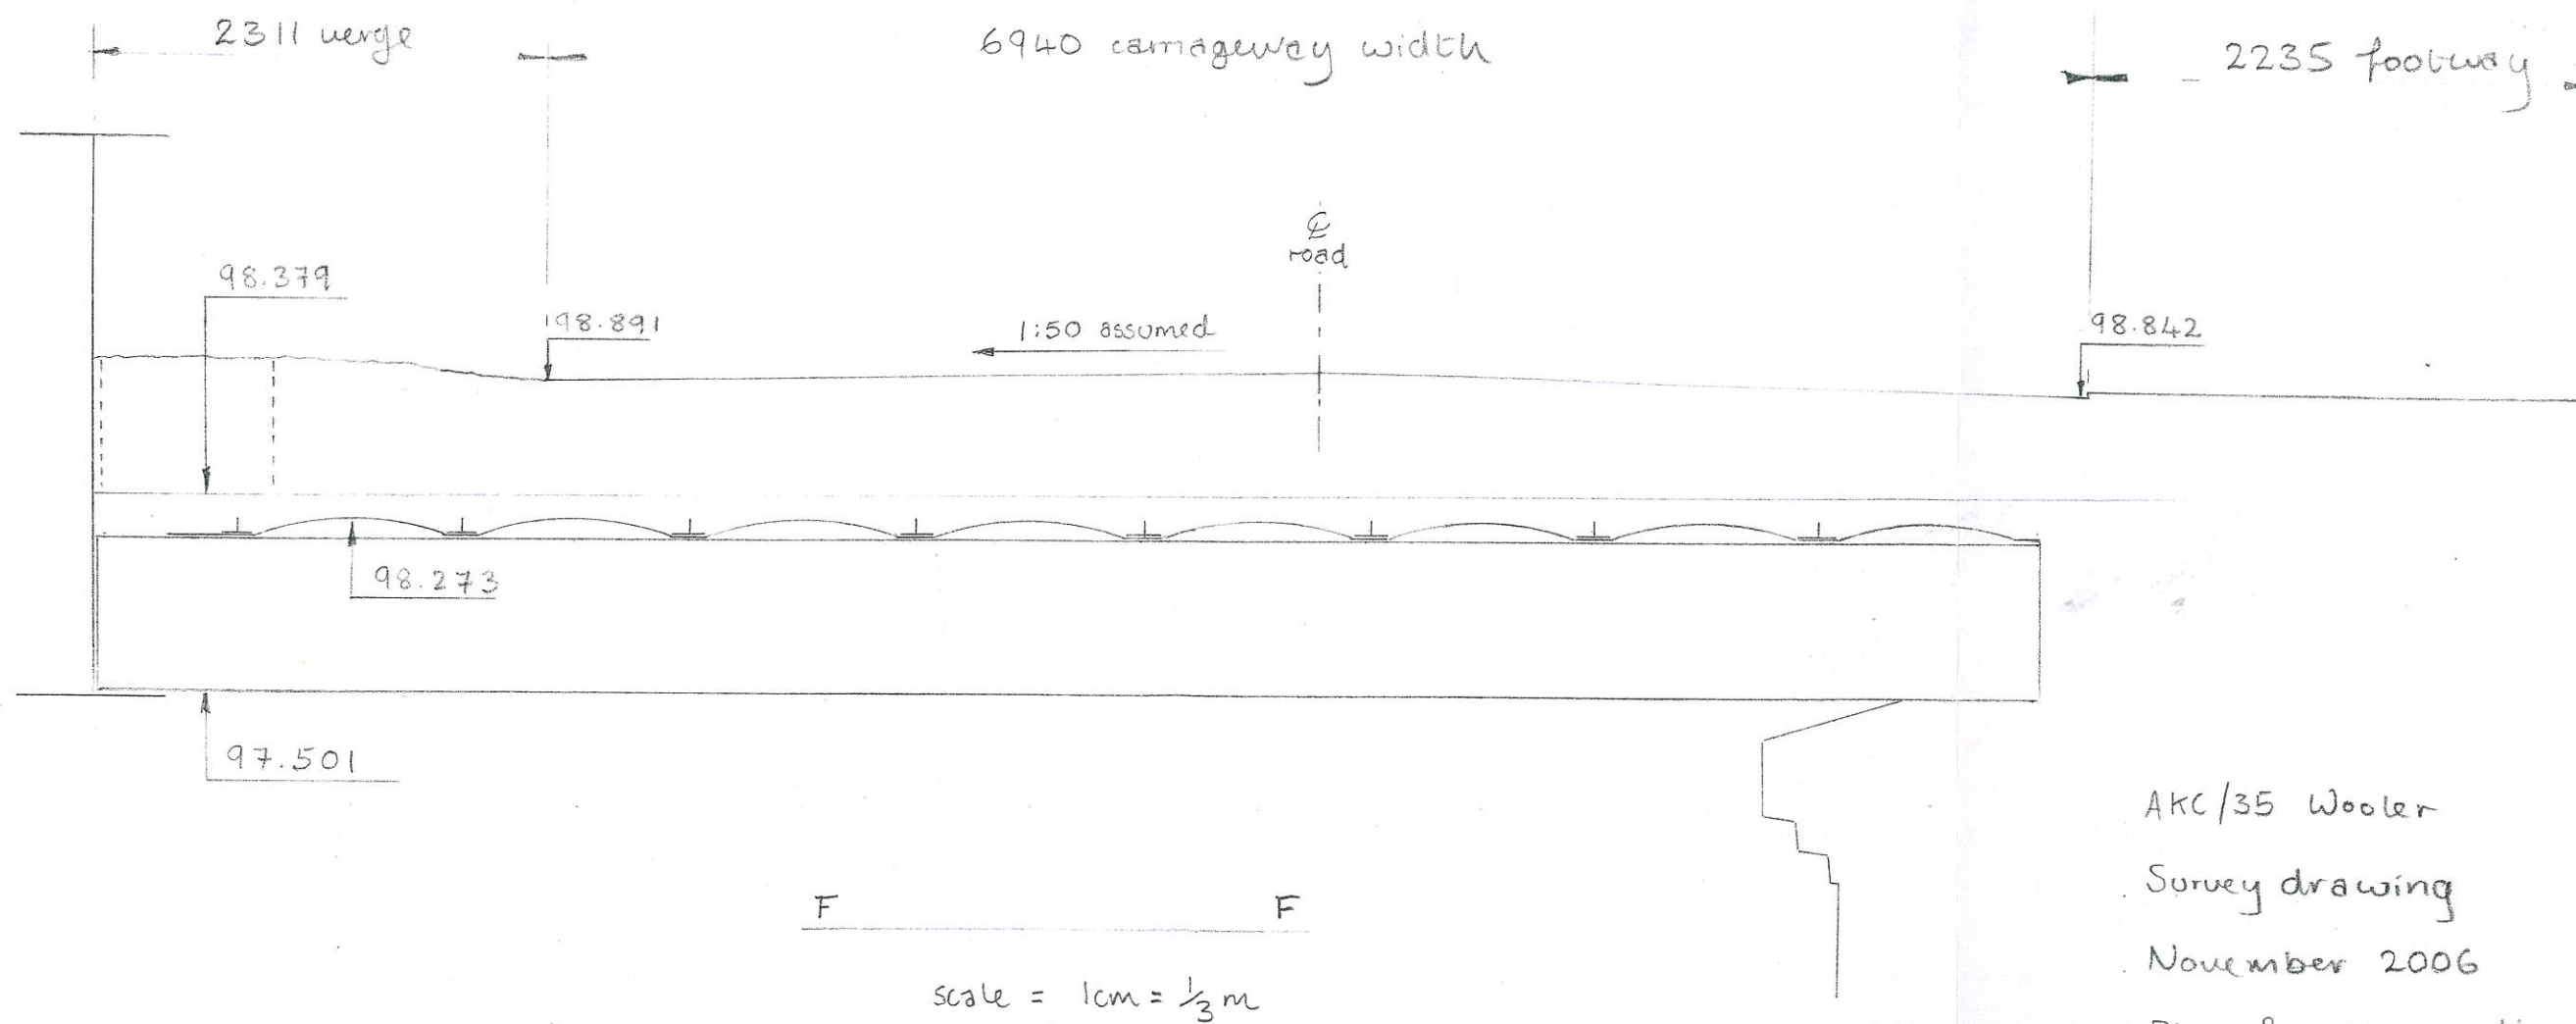 2311 verge
6940 carriageway width
2235 footway
℄
road
98.379
98.891
1:50 assumed
98.842
98.273
97.501
F F
scale = 1cm = 1/3 m
AKC/35 Wooler
Survey drawing
November 2006